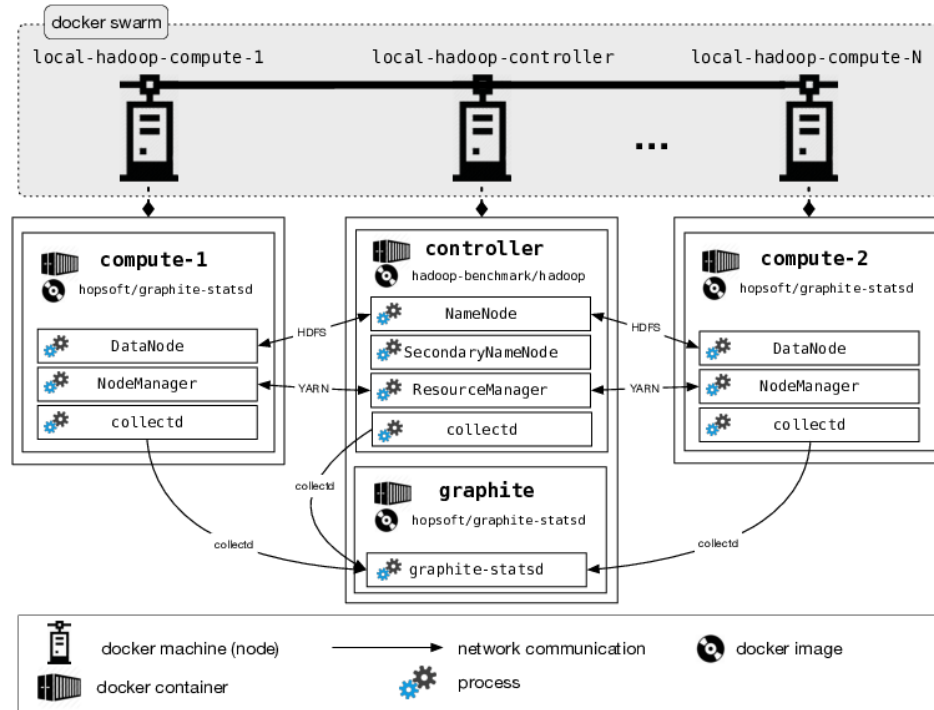 docker swarm
local-hadoop-compute-1
local-hadoop-controller
local-hadoop-compute-N
...
compute-1
hopsoft/graphite-statsd
DataNode
NodeManager
collectd
controller
hadoop-benchmark/hadoop
NameNode
SecondaryNameNode
ResourceManager
collectd
compute-2
hopsoft/graphite-statsd
DataNode
NodeManager
collectd
HDFS
HDFS
YARN
YARN
graphite
hopsoft/graphite-statsd
graphite-statsd
collectd
collectd
collectd
docker machine (node)
network communication
docker image
docker container
process